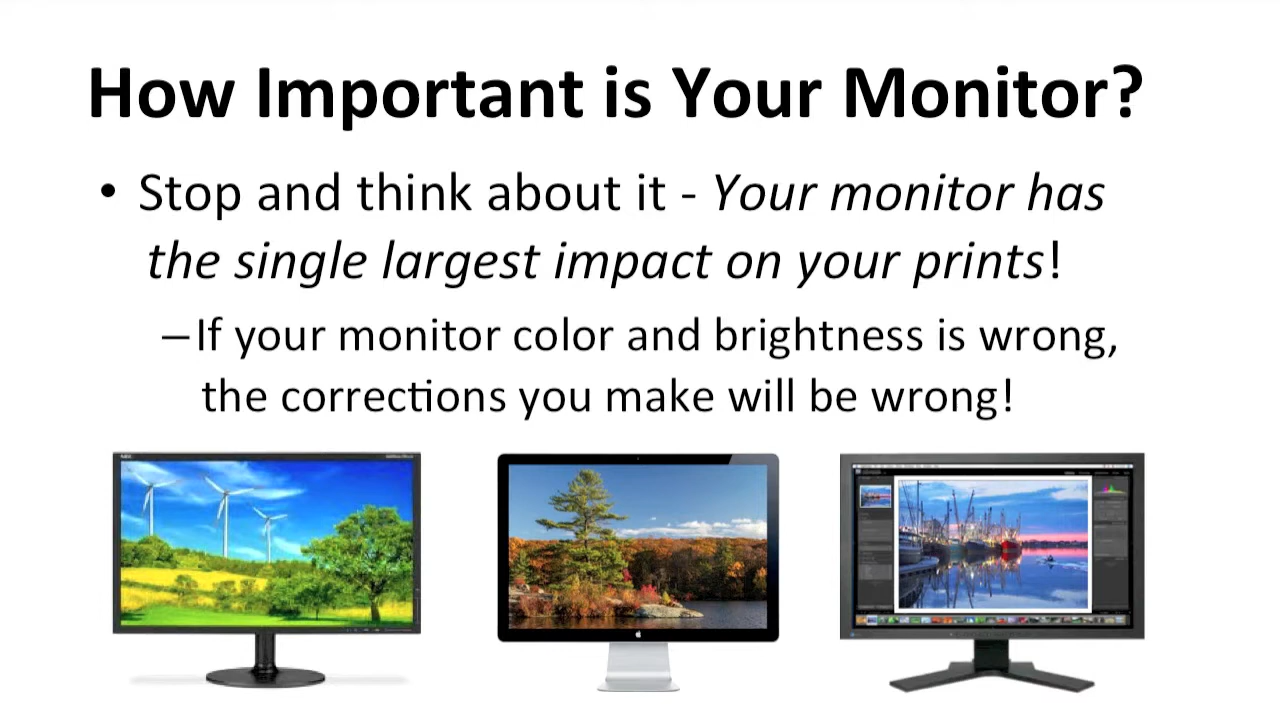 How Important is Your Monitor?
• Stop and think about it - Your monitor has
the single largest impact on your prints!
–If your monitor color and brightness is wrong,
the corrections you make will be wrong!
NEC